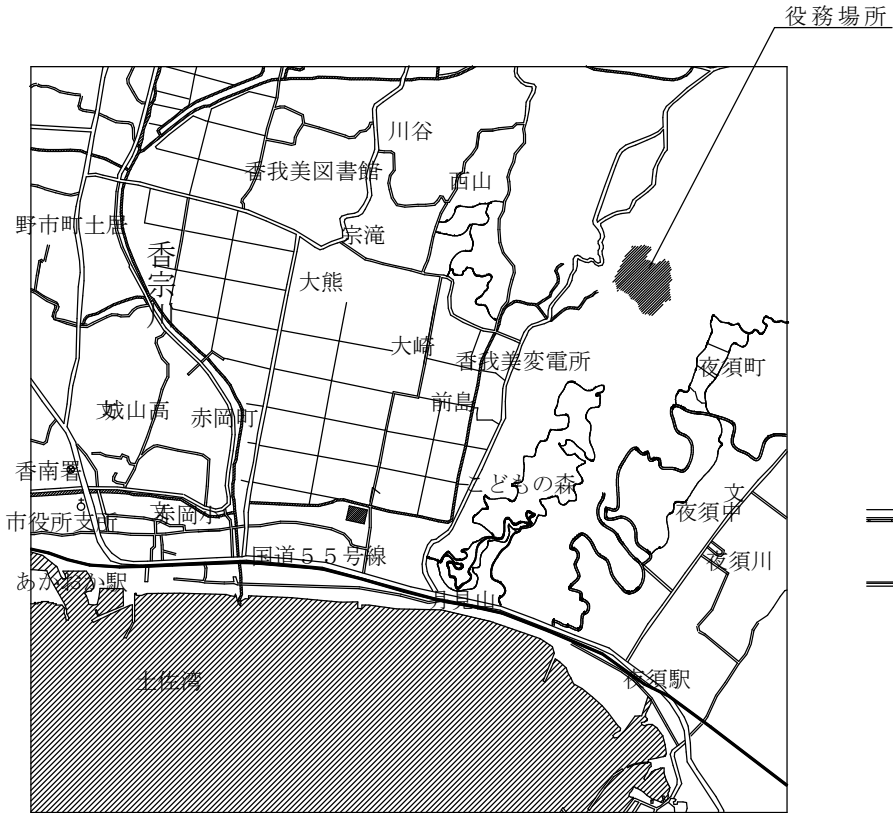 役務場所
川谷
香我美図書館
西山
野市町土居
宗滝
香宗川
大熊
大崎
香我美変電所
夜須町
前島
文
城山高
赤岡町
香南署
こどもの森
文
夜須中
文
赤岡小
市役所支所
国道５５号線
夜須川
あかおか駅
月見山
土佐湾
夜須駅